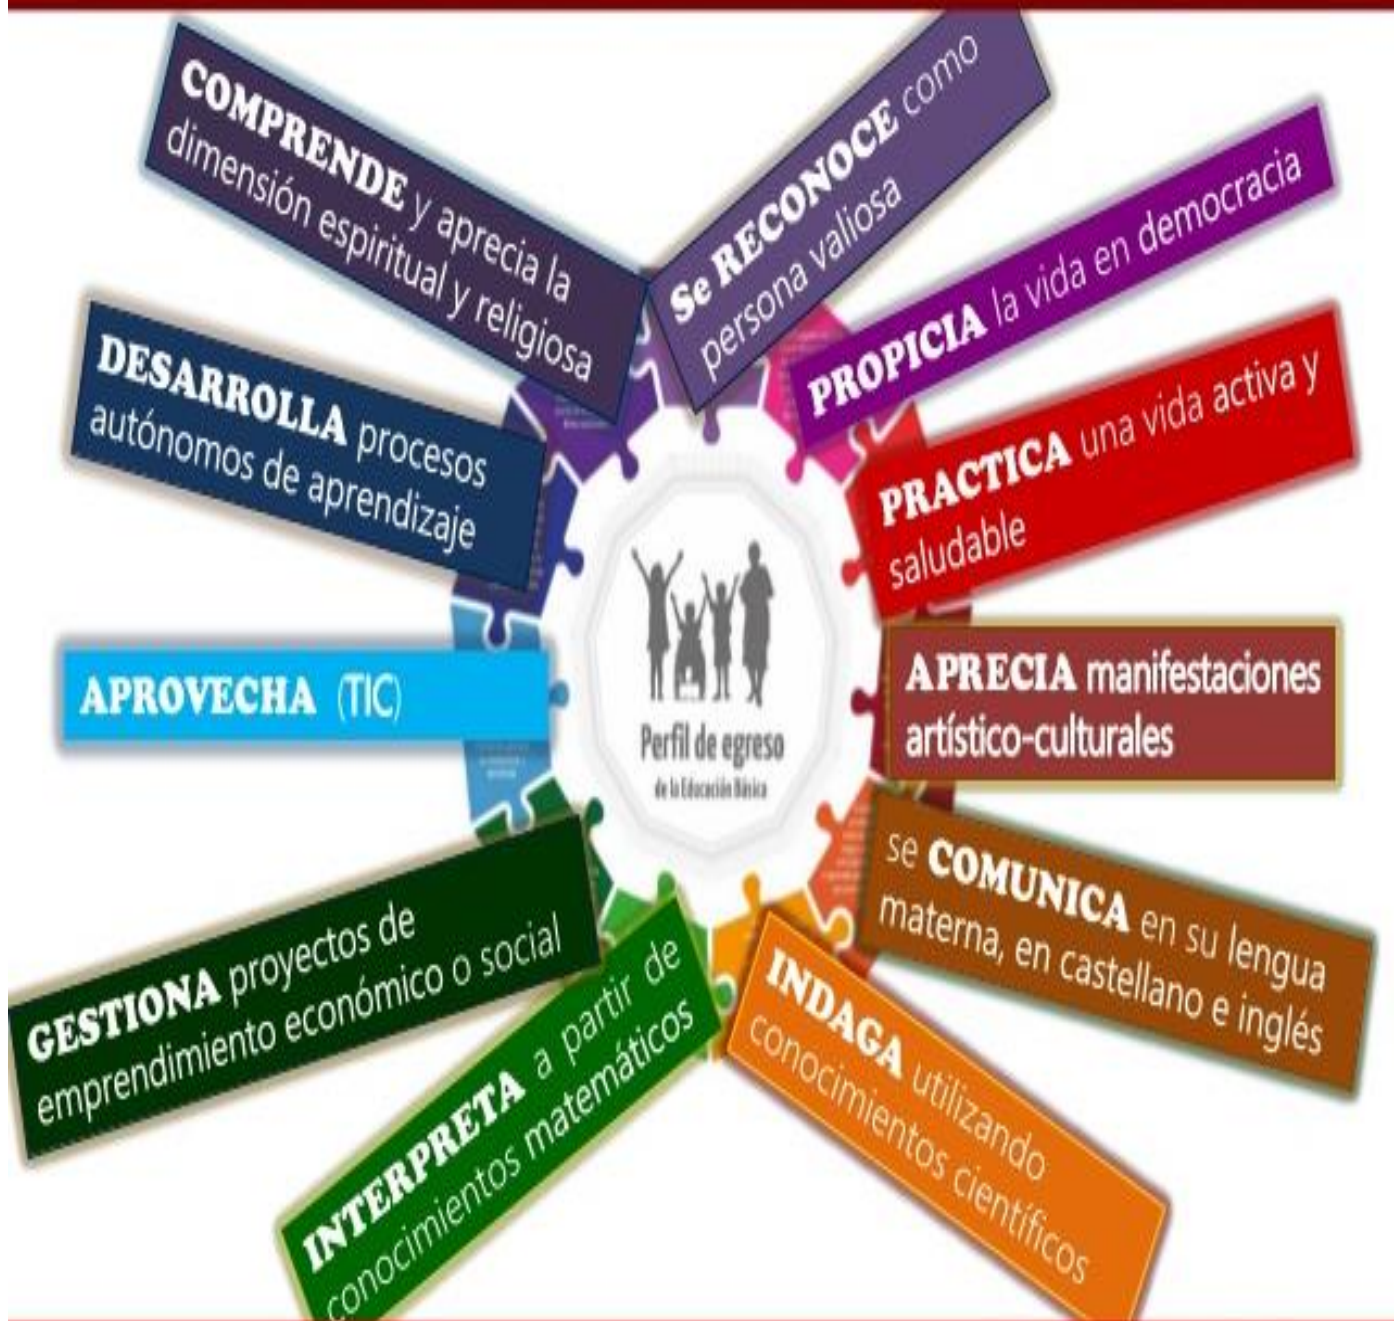 COMPRENDE y aprecia la
dimensión espiritual y religiosa
Se RECONOCE como
persona valiosa
PROPICIA la vida en democracia
PRACTICA una vida activa y
saludable
APRECIA manifestaciones
artístico-culturales
se COMUNICA en su lengua
materna, en castellano e inglés
INDAGA utilizando
conocimientos científicos
INTERPRETA a partir de
conocimientos matemáticos
GESTIONA proyectos de
emprendimiento económico o social
APROVECHA (TIC)
DESARROLLA procesos
autónomos de aprendizaje
Perfil de egreso
de la Educación Básica